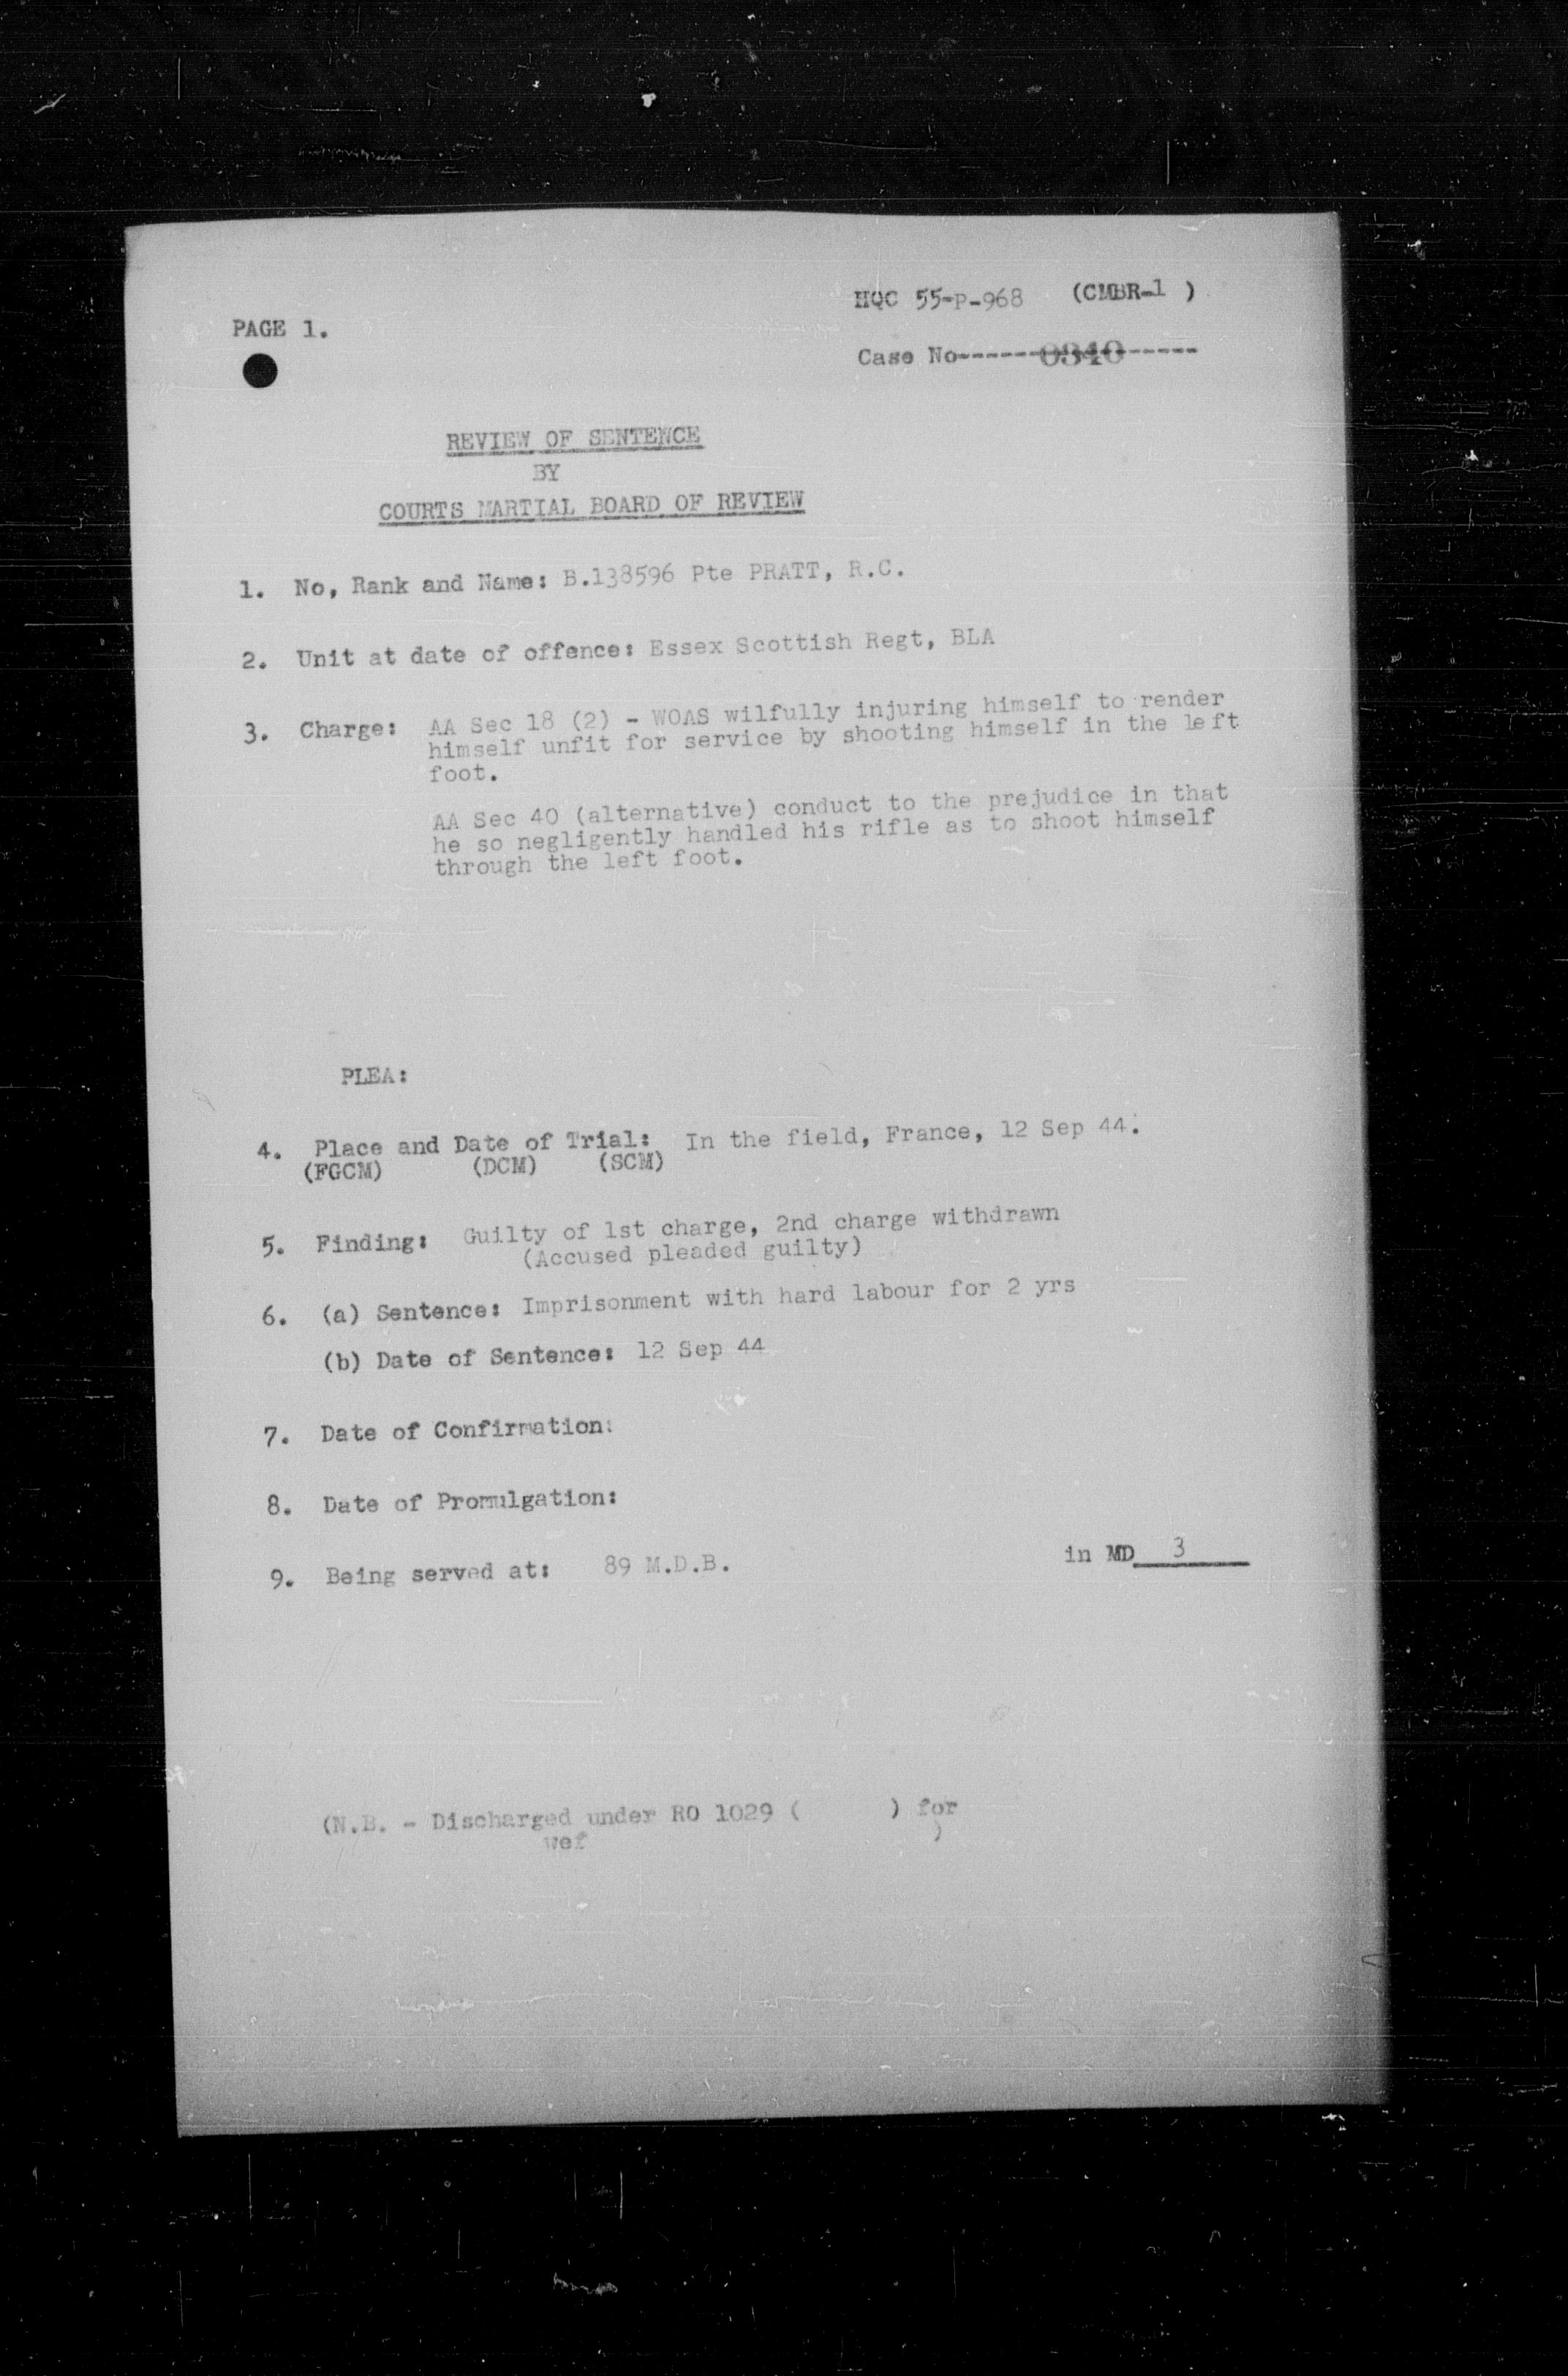 HQC 55-P-968 (CMBR-1 )
PAGE 1.
Case No------0340------
REVIEW OF SENTENCE
BY
COURTS MARTIAL BOARD OF REVIEW
1. No, Rank and Name: B.138596 Pte PRATT, R.C.
2. Unit at date of offence: Essex Scottish Regt, BLA
3. Charge: AA Sec 18 (2) - WOAS wilfully injuring himself to render
himself unfit for service by shooting himself in the left
foot.
AA Sec 40 (alternative) conduct to the prejudice in that
he so negligently handled his rifle as to shoot himself
through the left foot.
PLEA:
4. Place and Date of Trial: In the field, France, 12 Sep 44.
(FGCM) (DCM) (SCM)
5. Finding: Guilty of 1st charge, 2nd charge withdrawn
(Accused pleaded guilty)
6. (a) Sentence: Imprisonment with hard labour for 2 yrs
(b) Date of Sentence: 12 Sep 44
7. Date of Confirmation:
8. Date of Promulgation:
9. Being served at: 89 M.D.B. in MD 3
(N.B. - Discharged under RO 1029 ( ) for
wef )